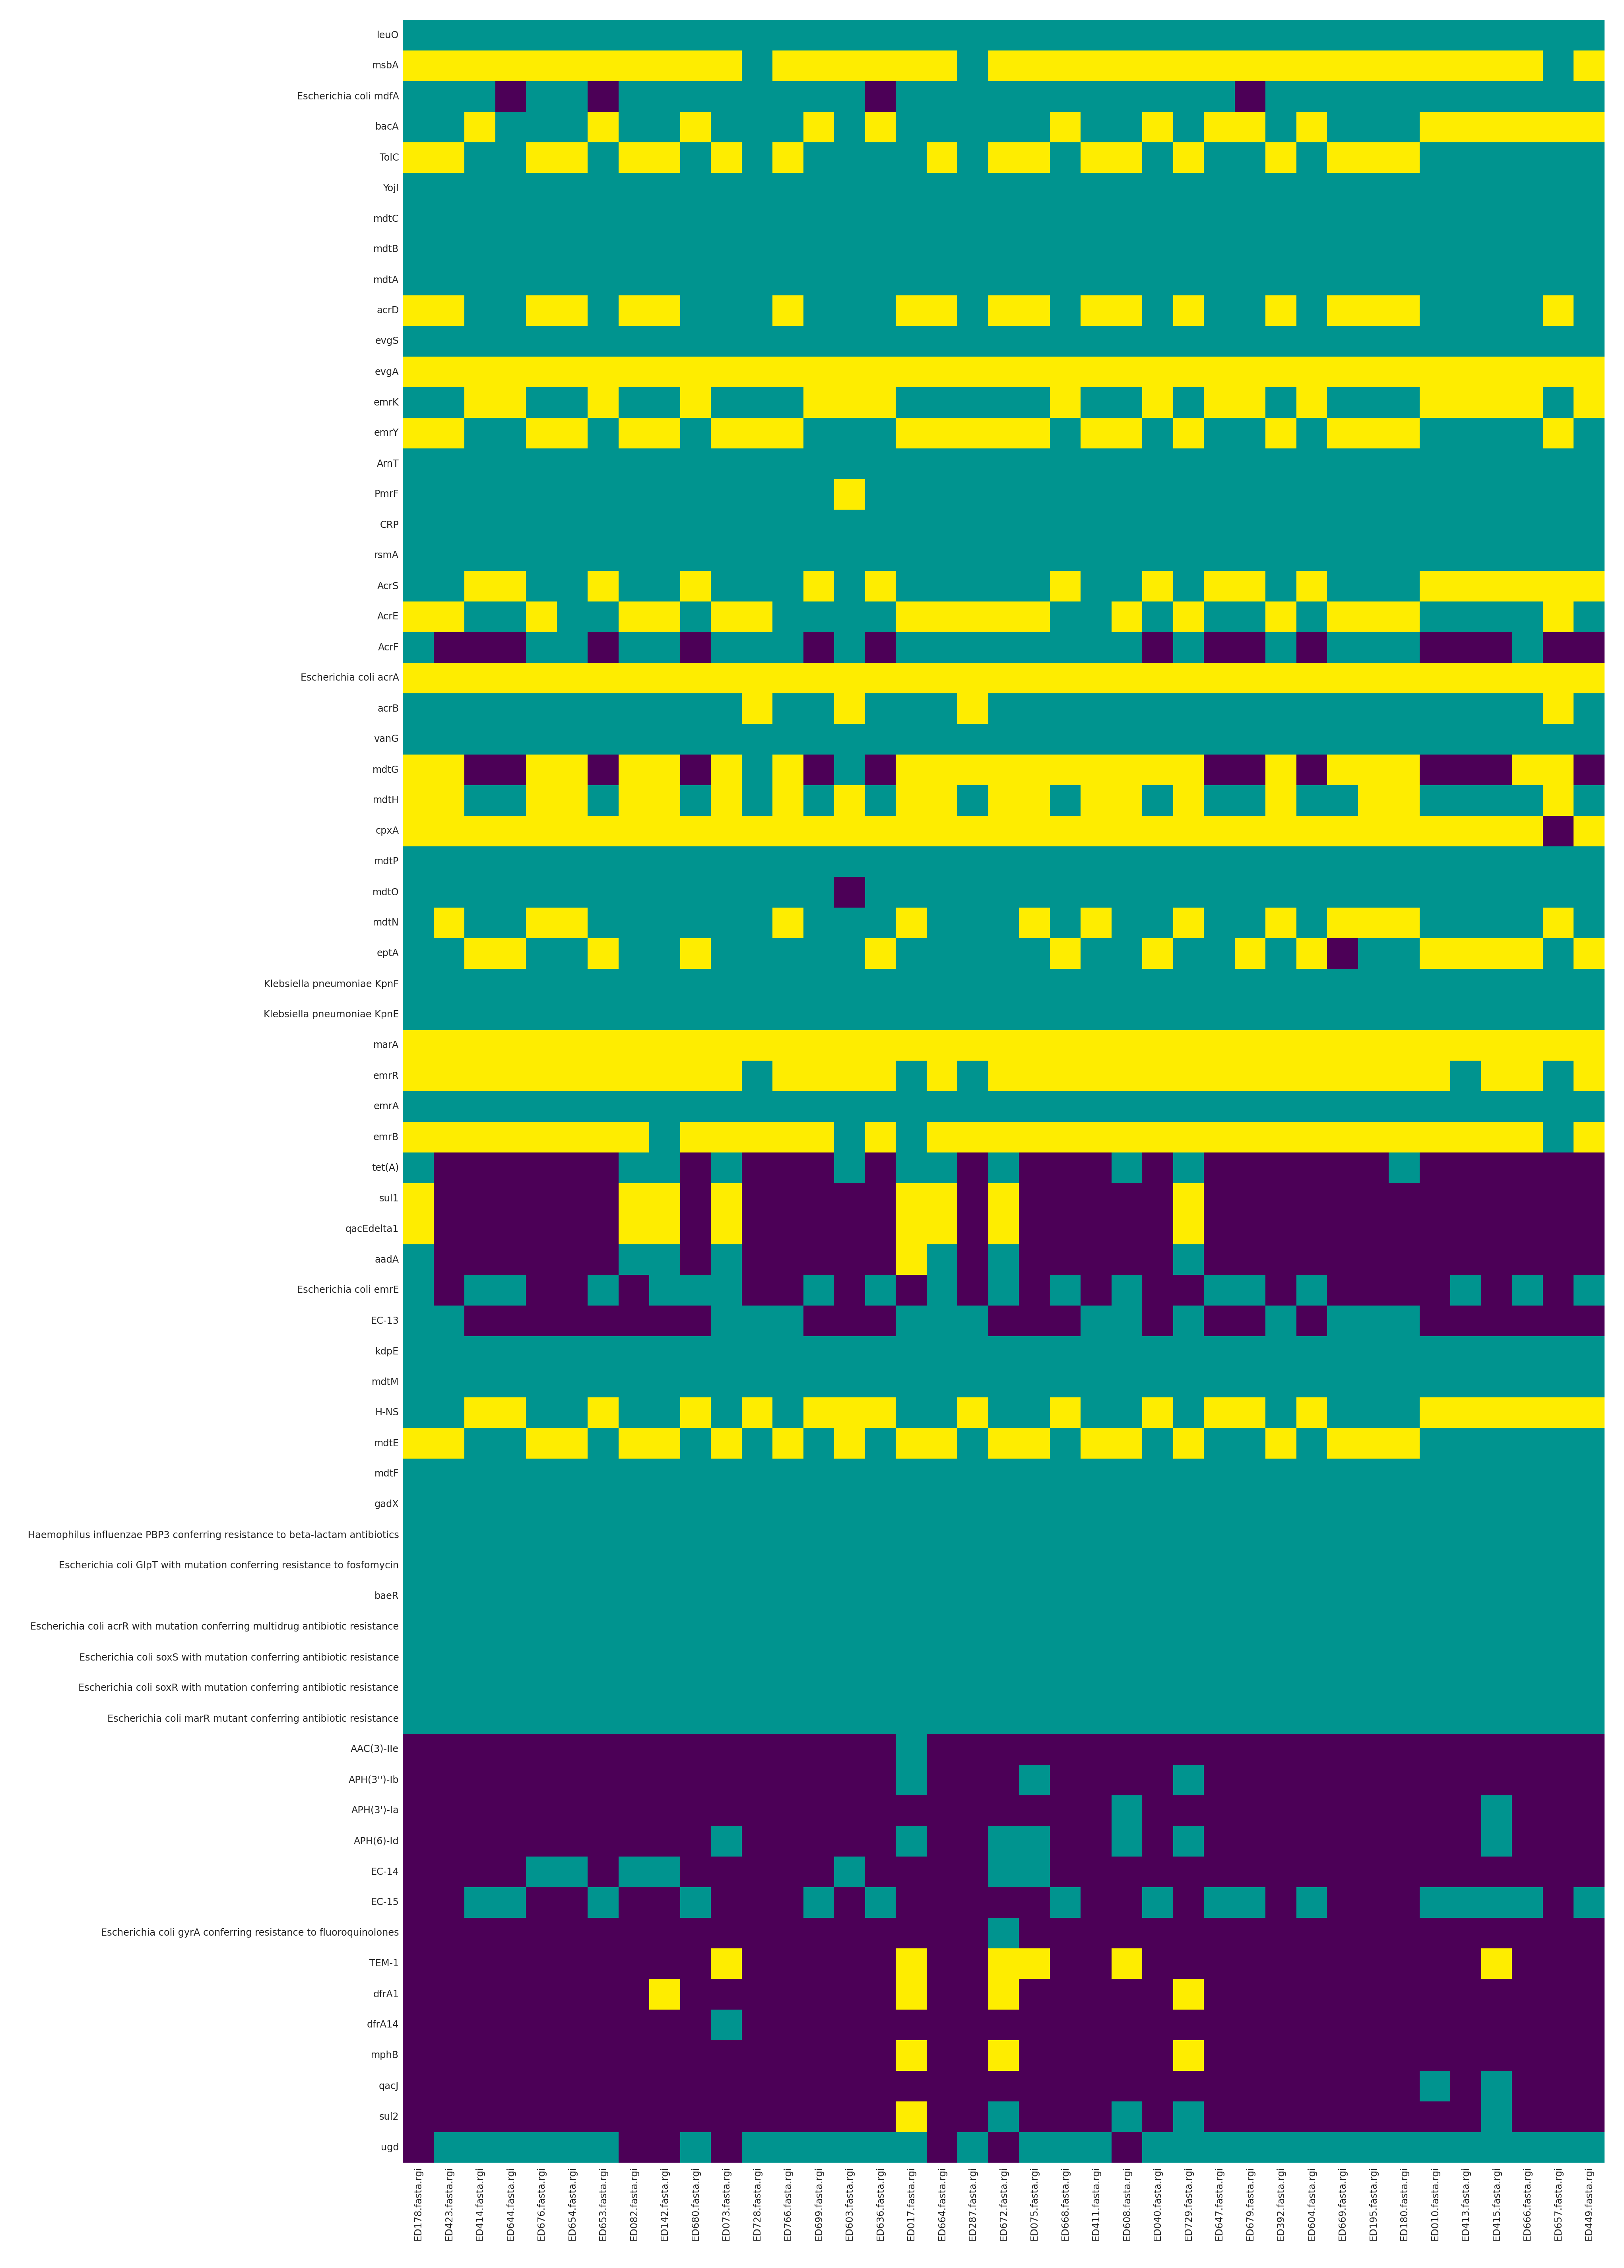 leuO
msbA
Escherichia coli mdfA
bacA
TolC
YojI
mdtC
mdtB
mdtA
acrD
evgS
evgA
emrK
emrY
ArnT
PmrF
CRP
rsmA
AcrS
AcrE
AcrF
Escherichia coli acrA
acrB
vanG
mdtG
mdtH
cpxA
mdtP
mdtO
mdtN
eptA
Klebsiella pneumoniae KpnF
Klebsiella pneumoniae KpnE
marA
emrR
emrA
emrB
tet(A)
sul1
qacEdelta1
aadA
Escherichia coli emrE
EC-13
kdpE
mdtM
H-NS
mdtE
mdtF
gadX
Haemophilus influenzae PBP3 conferring resistance to beta-lactam antibiotics
Escherichia coli GlpT with mutation conferring resistance to fosfomycin
baeR
Escherichia coli acrR with mutation conferring multidrug antibiotic resistance
Escherichia coli soxS with mutation conferring antibiotic resistance
Escherichia coli soxR with mutation conferring antibiotic resistance
Escherichia coli marR mutant conferring antibiotic resistance
AAC(3)-IIe
APH(3'')-Ib
APH(3')-Ia
APH(6)-Id
EC-14
EC-15
Escherichia coli gyrA conferring resistance to fluoroquinolones
TEM-1
dfrA1
dfrA14
mphB
qacJ
sul2
ugd
ED178.fasta.rgi
ED423.fasta.rgi
ED414.fasta.rgi
ED644.fasta.rgi
ED676.fasta.rgi
ED654.fasta.rgi
ED653.fasta.rgi
ED082.fasta.rgi
ED142.fasta.rgi
ED680.fasta.rgi
ED073.fasta.rgi
ED728.fasta.rgi
ED766.fasta.rgi
ED699.fasta.rgi
ED603.fasta.rgi
ED636.fasta.rgi
ED017.fasta.rgi
ED664.fasta.rgi
ED287.fasta.rgi
ED672.fasta.rgi
ED075.fasta.rgi
ED668.fasta.rgi
ED411.fasta.rgi
ED608.fasta.rgi
ED040.fasta.rgi
ED729.fasta.rgi
ED647.fasta.rgi
ED679.fasta.rgi
ED392.fasta.rgi
ED604.fasta.rgi
ED669.fasta.rgi
ED195.fasta.rgi
ED180.fasta.rgi
ED010.fasta.rgi
ED413.fasta.rgi
ED415.fasta.rgi
ED666.fasta.rgi
ED657.fasta.rgi
ED449.fasta.rgi